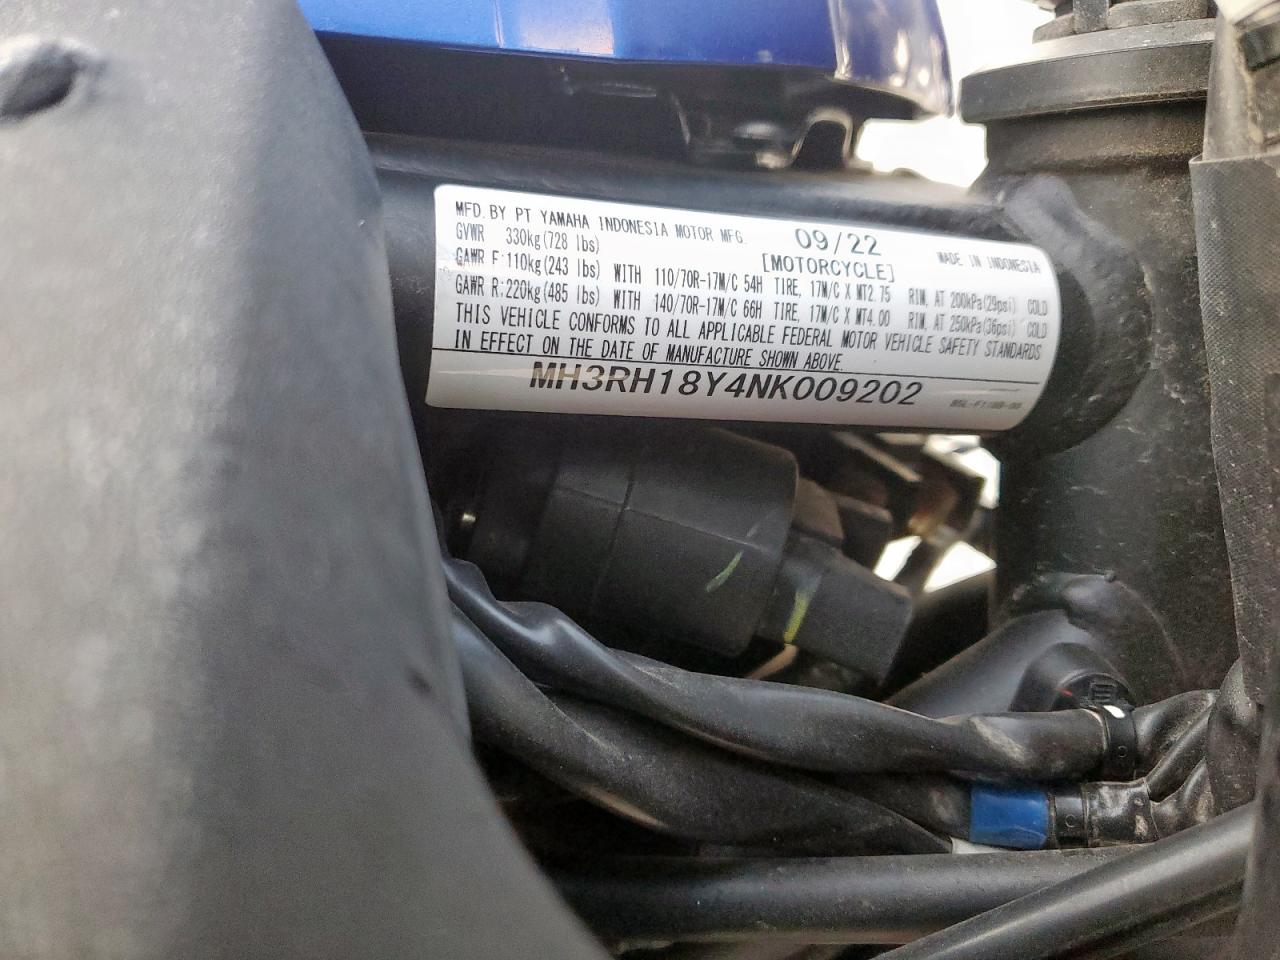 MFD. BY PT YAMAHA INDONESIA MOTOR MFG. 09/22 MADE IN INDONESIA
GVWR 330kg(728 lbs) [MOTORCYCLE]
GAWR F:110kg(243 lbs) WITH 110/70R-17M/C 54H TIRE, 17M/C X MT2.75 RIM, AT 200kPa(29psi) COLD
GAWR R:220kg(485 lbs) WITH 140/70R-17M/C 66H TIRE, 17M/C X MT4.00 RIM, AT 250kPa(36psi) COLD
THIS VEHICLE CONFORMS TO ALL APPLICABLE FEDERAL MOTOR VEHICLE SAFETY STANDARDS
IN EFFECT ON THE DATE OF MANUFACTURE SHOWN ABOVE.
MH3RH18Y4NK009202